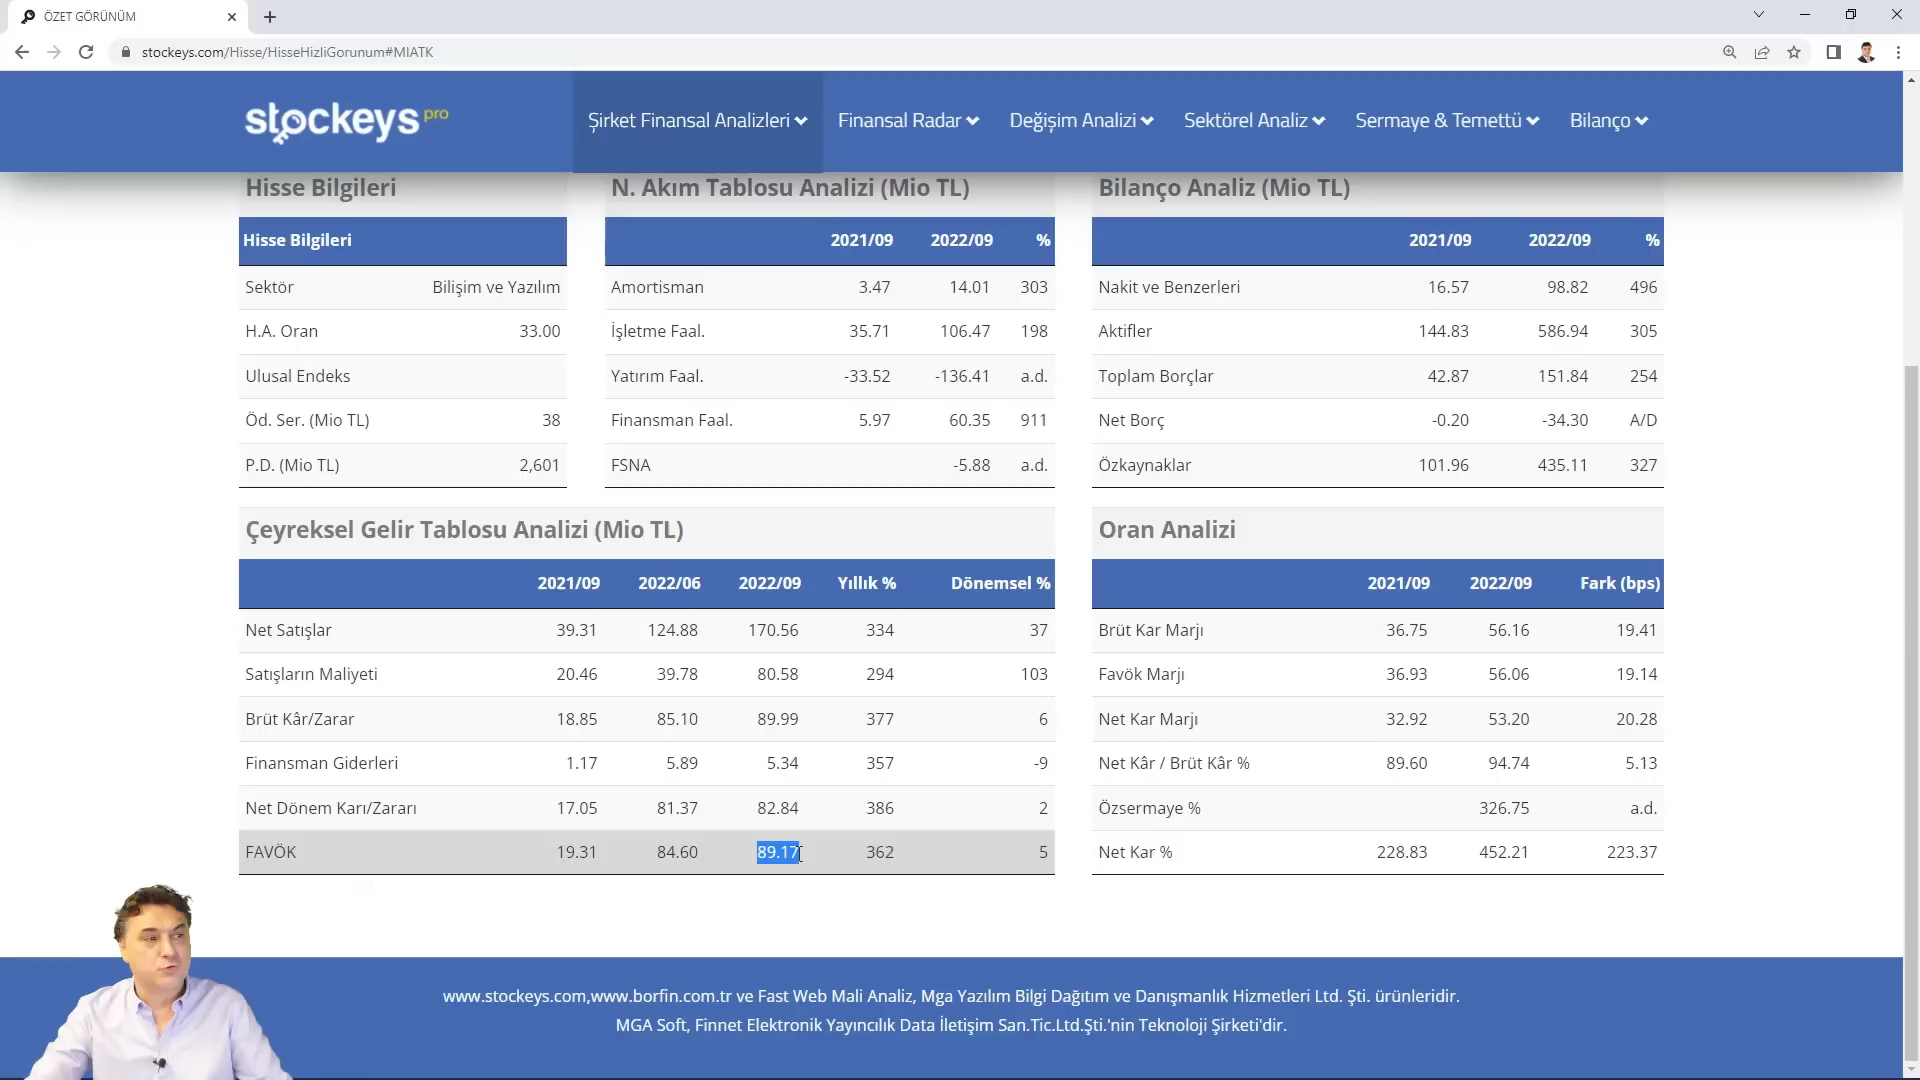 ÖZET GÖRÜNÜM
stockeys.com/Hisse/HisseHizliGorunum#MIATK
stockeys pro
Şirket Finansal Analizleri
Finansal Radar
Değişim Analizi
Sektörel Analiz
Sermaye & Temettü
Bilanço
Hisse Bilgileri
Hisse Bilgileri
Sektör Bilişim ve Yazılım
H.A. Oran 33.00
Ulusal Endeks
Öd. Ser. (Mio TL) 38
P.D. (Mio TL) 2,601
N. Akım Tablosu Analizi (Mio TL)
2021/09 2022/09 %
Amortisman 3.47 14.01 303
İşletme Faal. 35.71 106.47 198
Yatırım Faal. -33.52 -136.41 a.d.
Finansman Faal. 5.97 60.35 911
FSNA -5.88 a.d.
Bilanço Analiz (Mio TL)
2021/09 2022/09 %
Nakit ve Benzerleri 16.57 98.82 496
Aktifler 144.83 586.94 305
Toplam Borçlar 42.87 151.84 254
Net Borç -0.20 -34.30 A/D
Özkaynaklar 101.96 435.11 327
Çeyreksel Gelir Tablosu Analizi (Mio TL)
2021/09 2022/06 2022/09 Yıllık % Dönemsel %
Net Satışlar 39.31 124.88 170.56 334 37
Satışların Maliyeti 20.46 39.78 80.58 294 103
Brüt Kâr/Zarar 18.85 85.10 89.99 377 6
Finansman Giderleri 1.17 5.89 5.34 357 -9
Net Dönem Karı/Zararı 17.05 81.37 82.84 386 2
FAVÖK 19.31 84.60 89.17 362 5
Oran Analizi
2021/09 2022/09 Fark (bps)
Brüt Kar Marjı 36.75 56.16 19.41
Favök Marjı 36.93 56.06 19.14
Net Kar Marjı 32.92 53.20 20.28
Net Kâr / Brüt Kâr % 89.60 94.74 5.13
Özsermaye % 326.75 a.d.
Net Kar % 228.83 452.21 223.37
www.stockeys.com,www.borfin.com.tr ve Fast Web Mali Analiz, Mga Yazılım Bilgi Dağıtım ve Danışmanlık Hizmetleri Ltd. Şti. ürünleridir.
MGA Soft, Finnet Elektronik Yayıncılık Data İletişim San.Tic.Ltd.Şti.'nin Teknoloji Şirketi'dir.